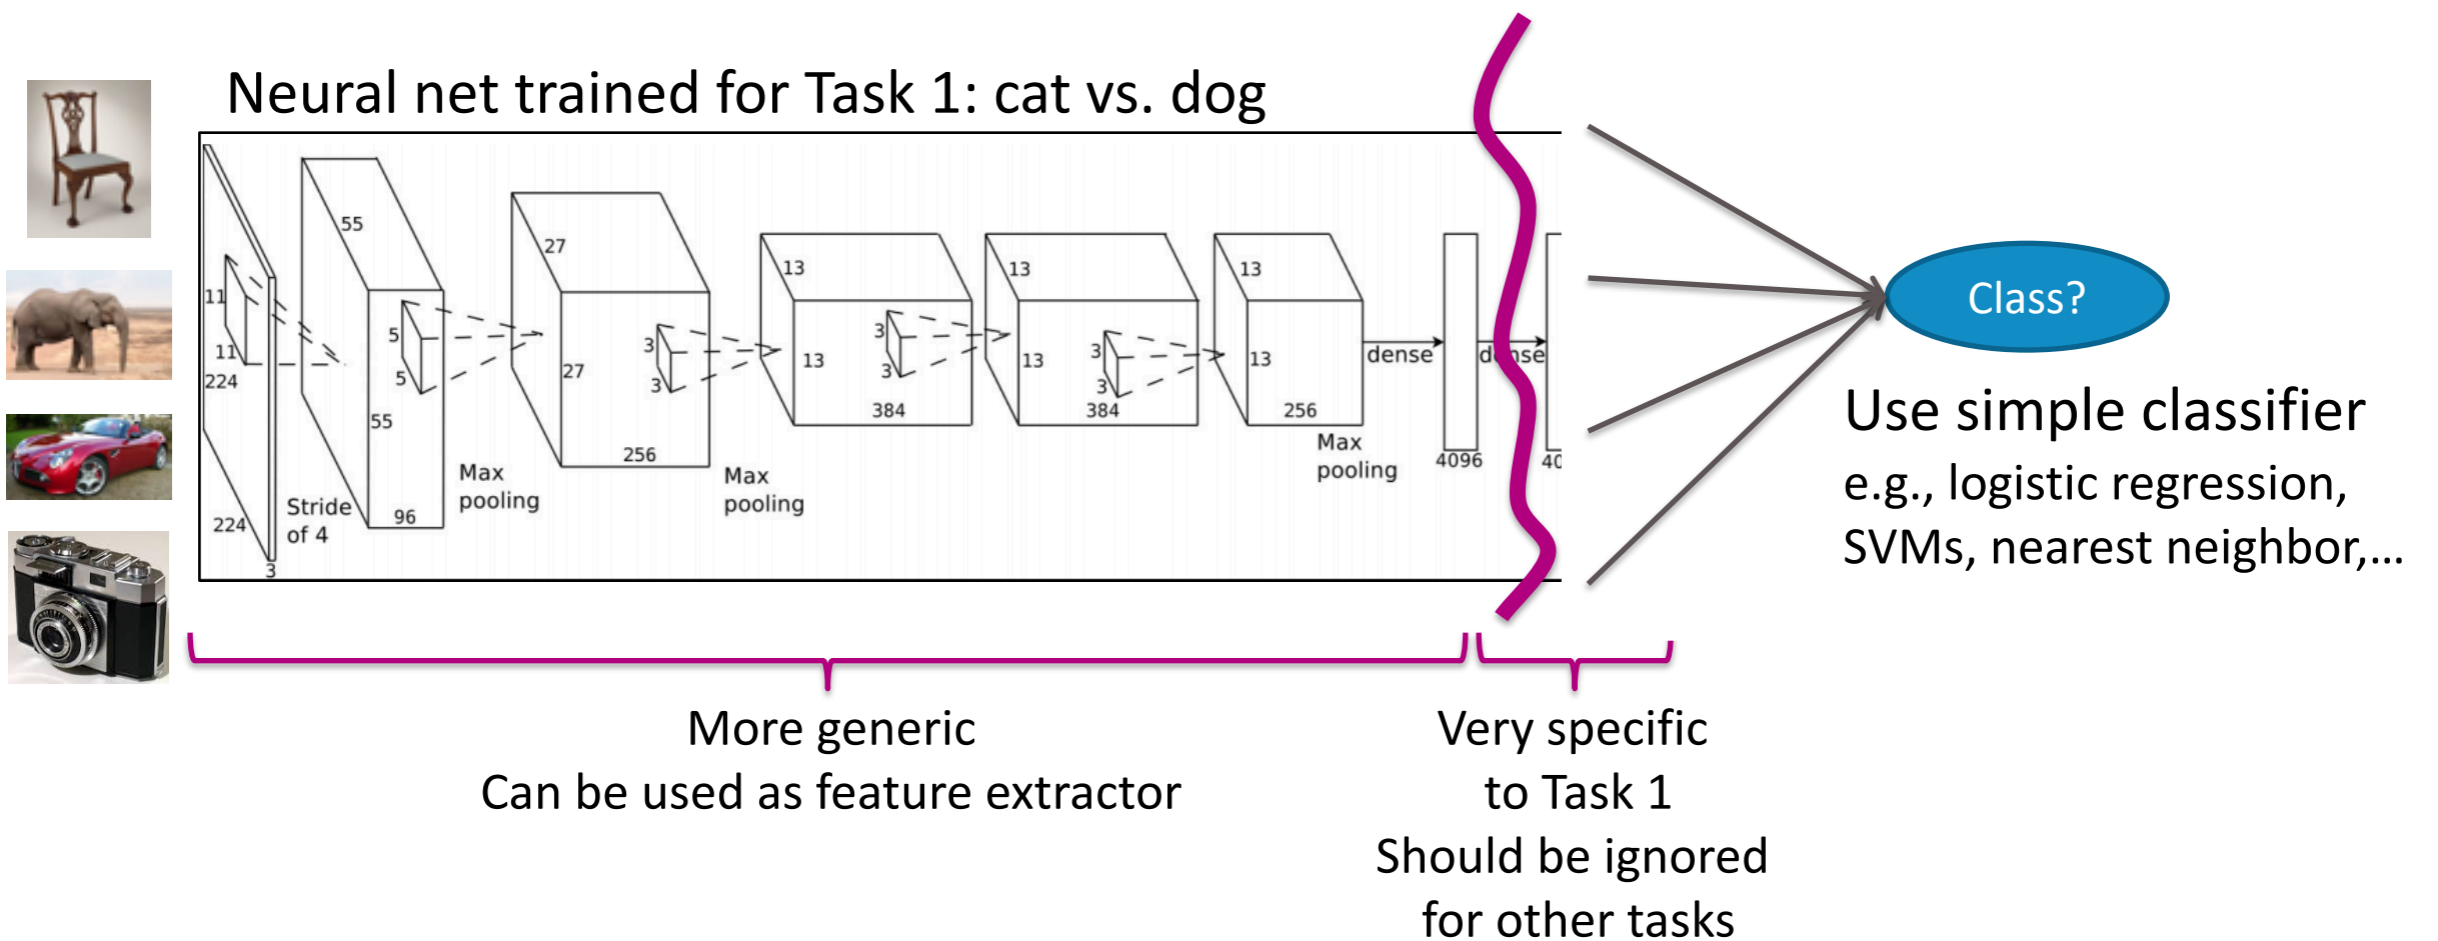 Neural net trained for Task 1: cat vs. dog
11
11
224
224
3
Stride
of 4
55
5
5
55
96
Max
pooling
27
27
256
3
3
Max
pooling
13
13
3
3
384
13
13
3
3
384
13
13
256
Max
pooling
dense
4096
dense
40
Class?
Use simple classifier
e.g., logistic regression,
SVMs, nearest neighbor,...
More generic
Can be used as feature extractor
Very specific
to Task 1
Should be ignored
for other tasks